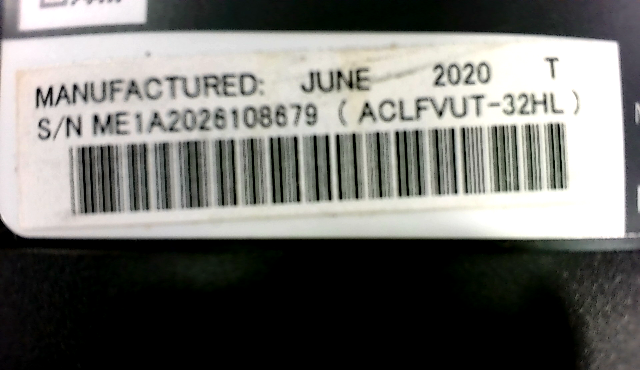 MANUFACTURED: JUNE 2020 T
S/N ME1A2026108679 (ACLFVUT-32HL)